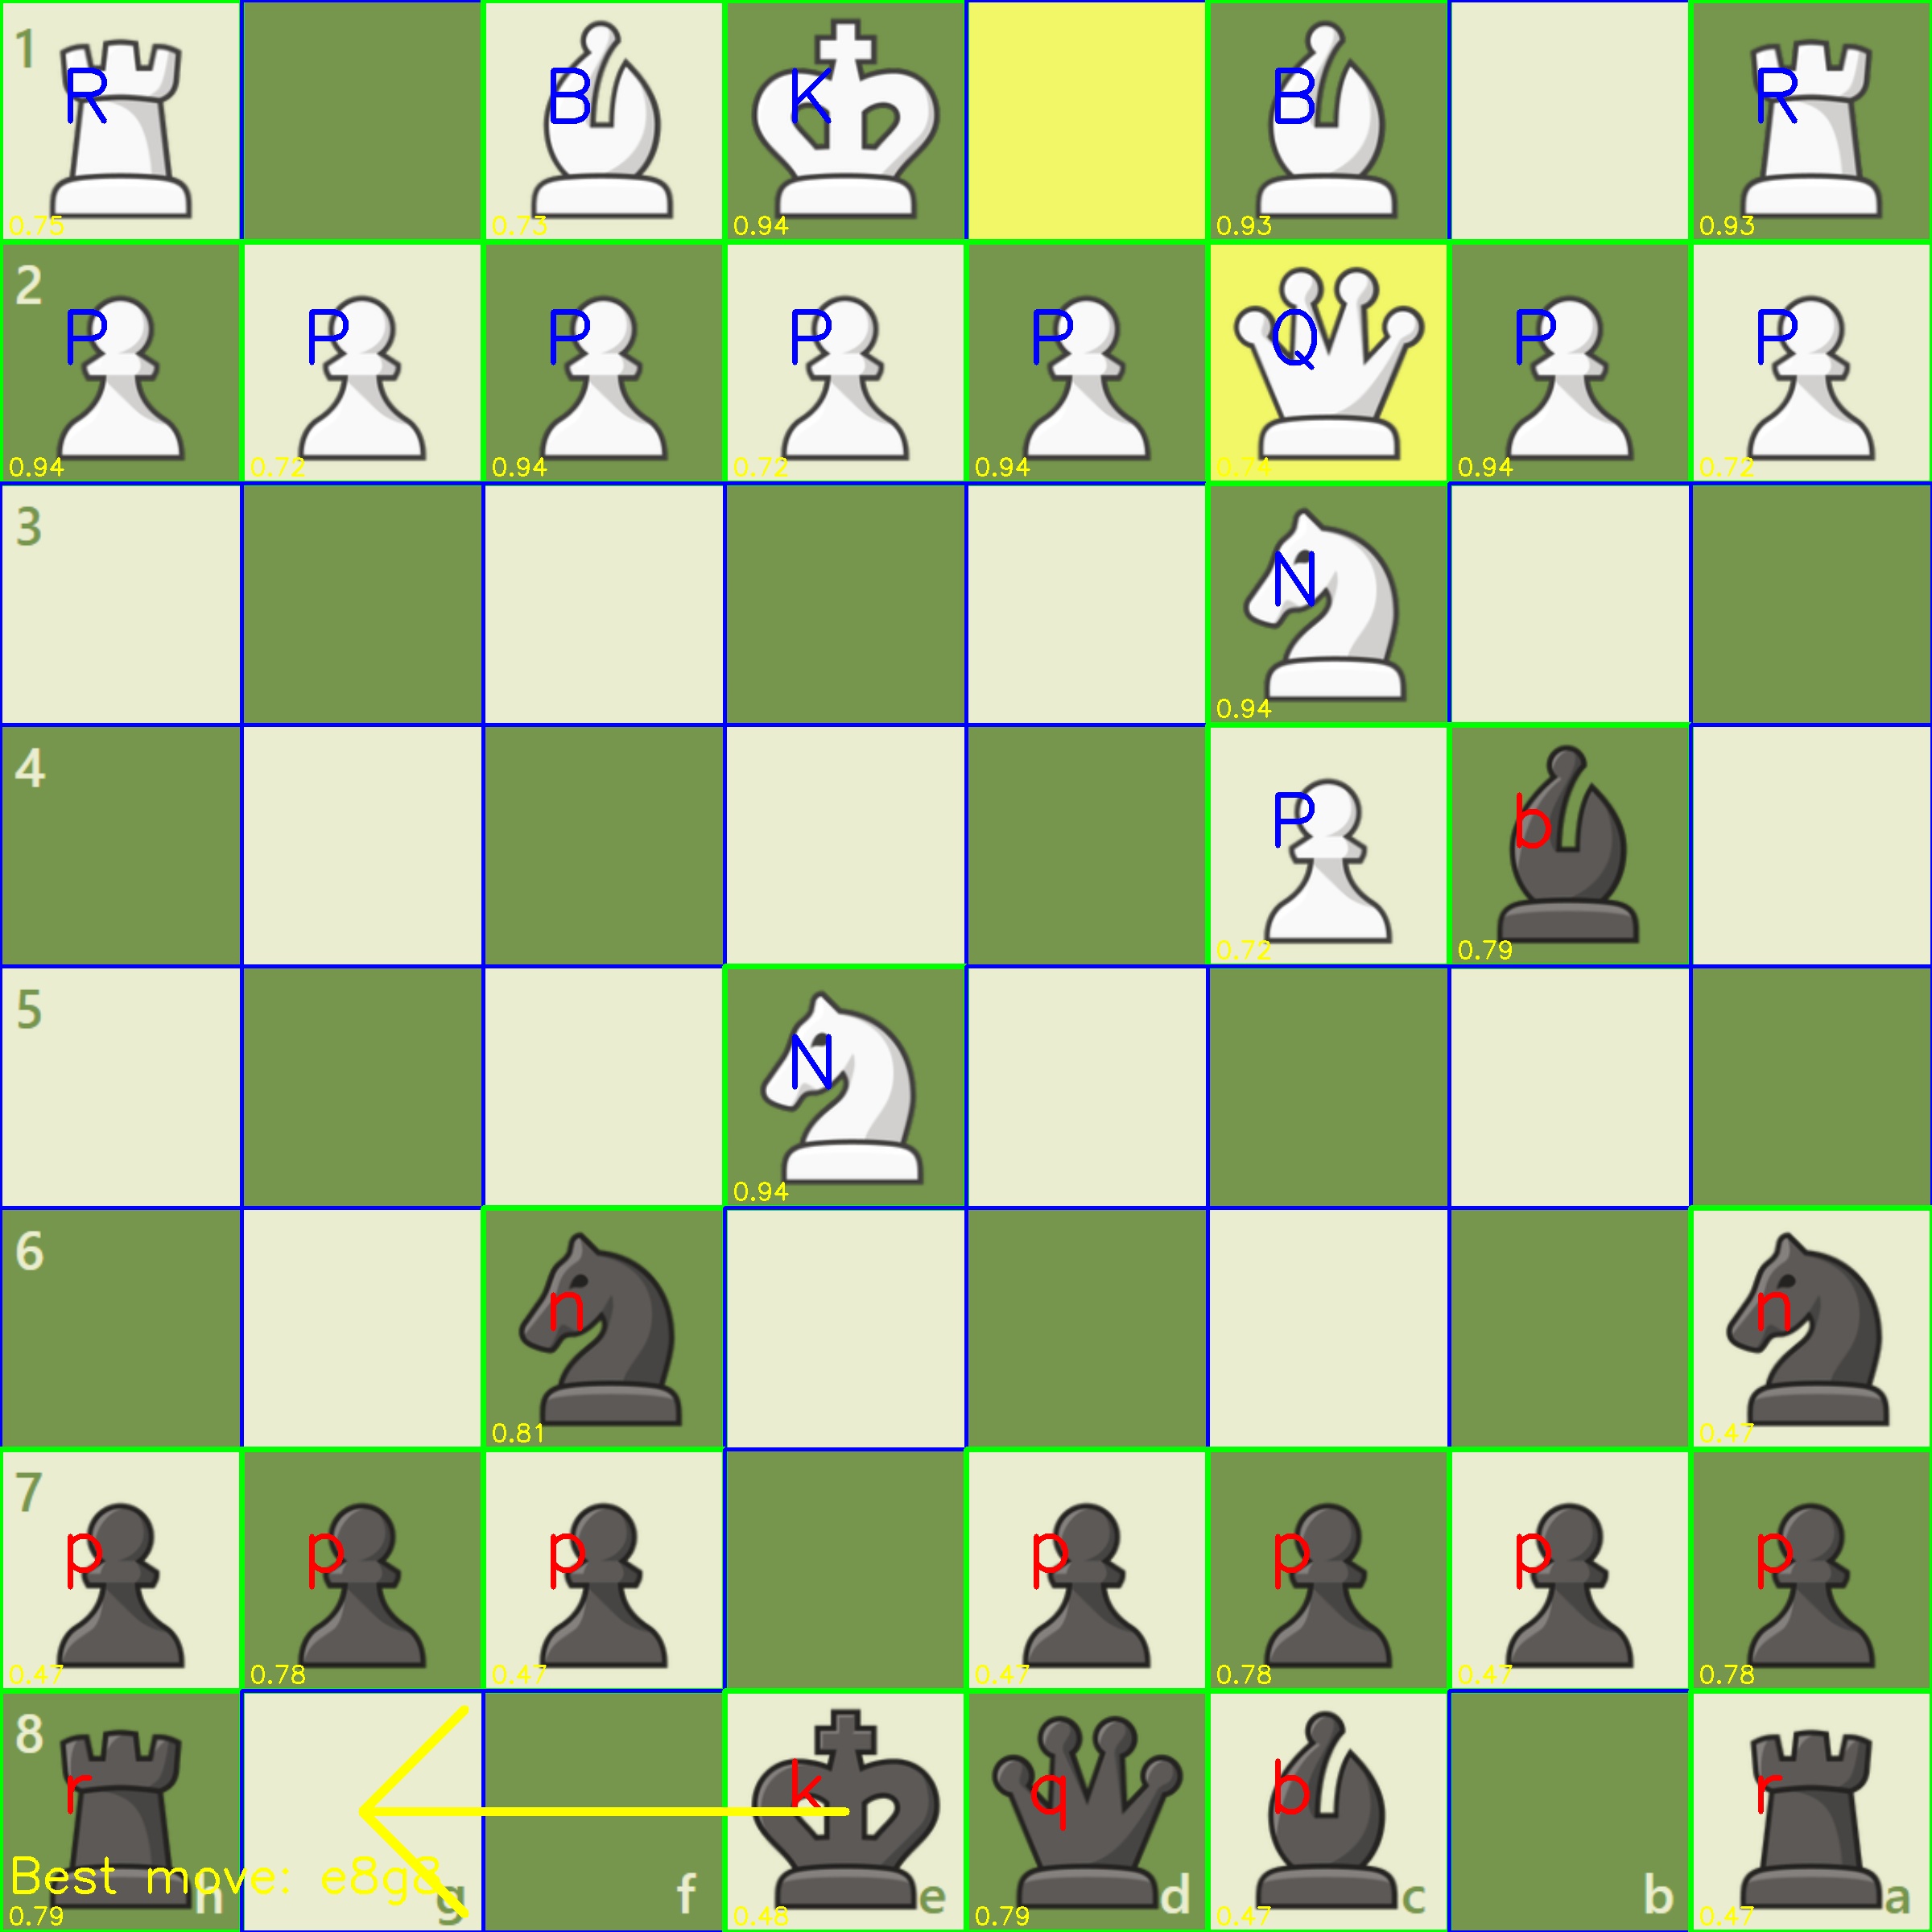 1 R B K B R
0.75 0.73 0.94 0.93 0.93
2 P P P P P Q P P
0.94 0.72 0.94 0.72 0.94 0.74 0.94 0.72
3 N
0.94
4 P b
0.72 0.79
5 N
0.94
6 n n
0.81 0.47
7 p p p p p p p
0.47 0.78 0.47 0.47 0.78 0.47 0.78
8 r k q b r
Best move: e8g8
h g f e d c b a
0.79 0.48 0.79 0.47 0.47